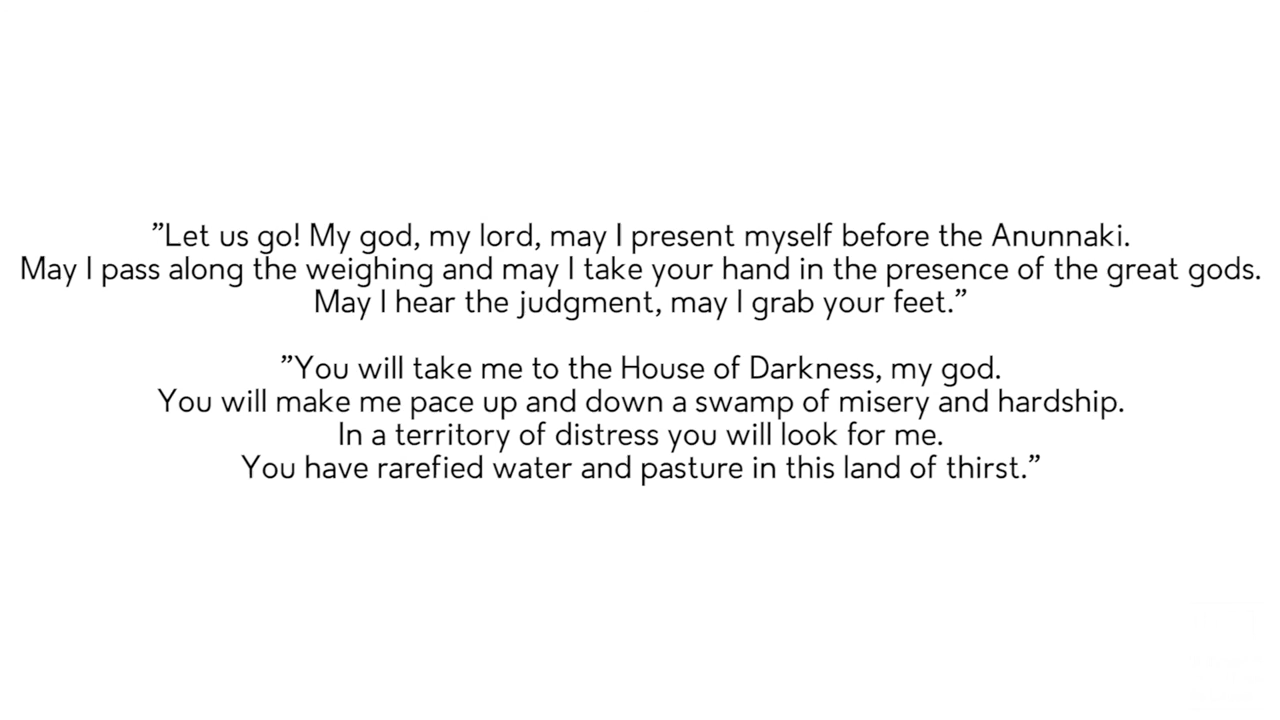 ”Let us go! My god, my lord, may I present myself before the Anunnaki.
May I pass along the weighing and may I take your hand in the presence of the great gods.
May I hear the judgment, may I grab your feet.”
”You will take me to the House of Darkness, my god.
You will make me pace up and down a swamp of misery and hardship.
In a territory of distress you will look for me.
You have rarefied water and pasture in this land of thirst.”